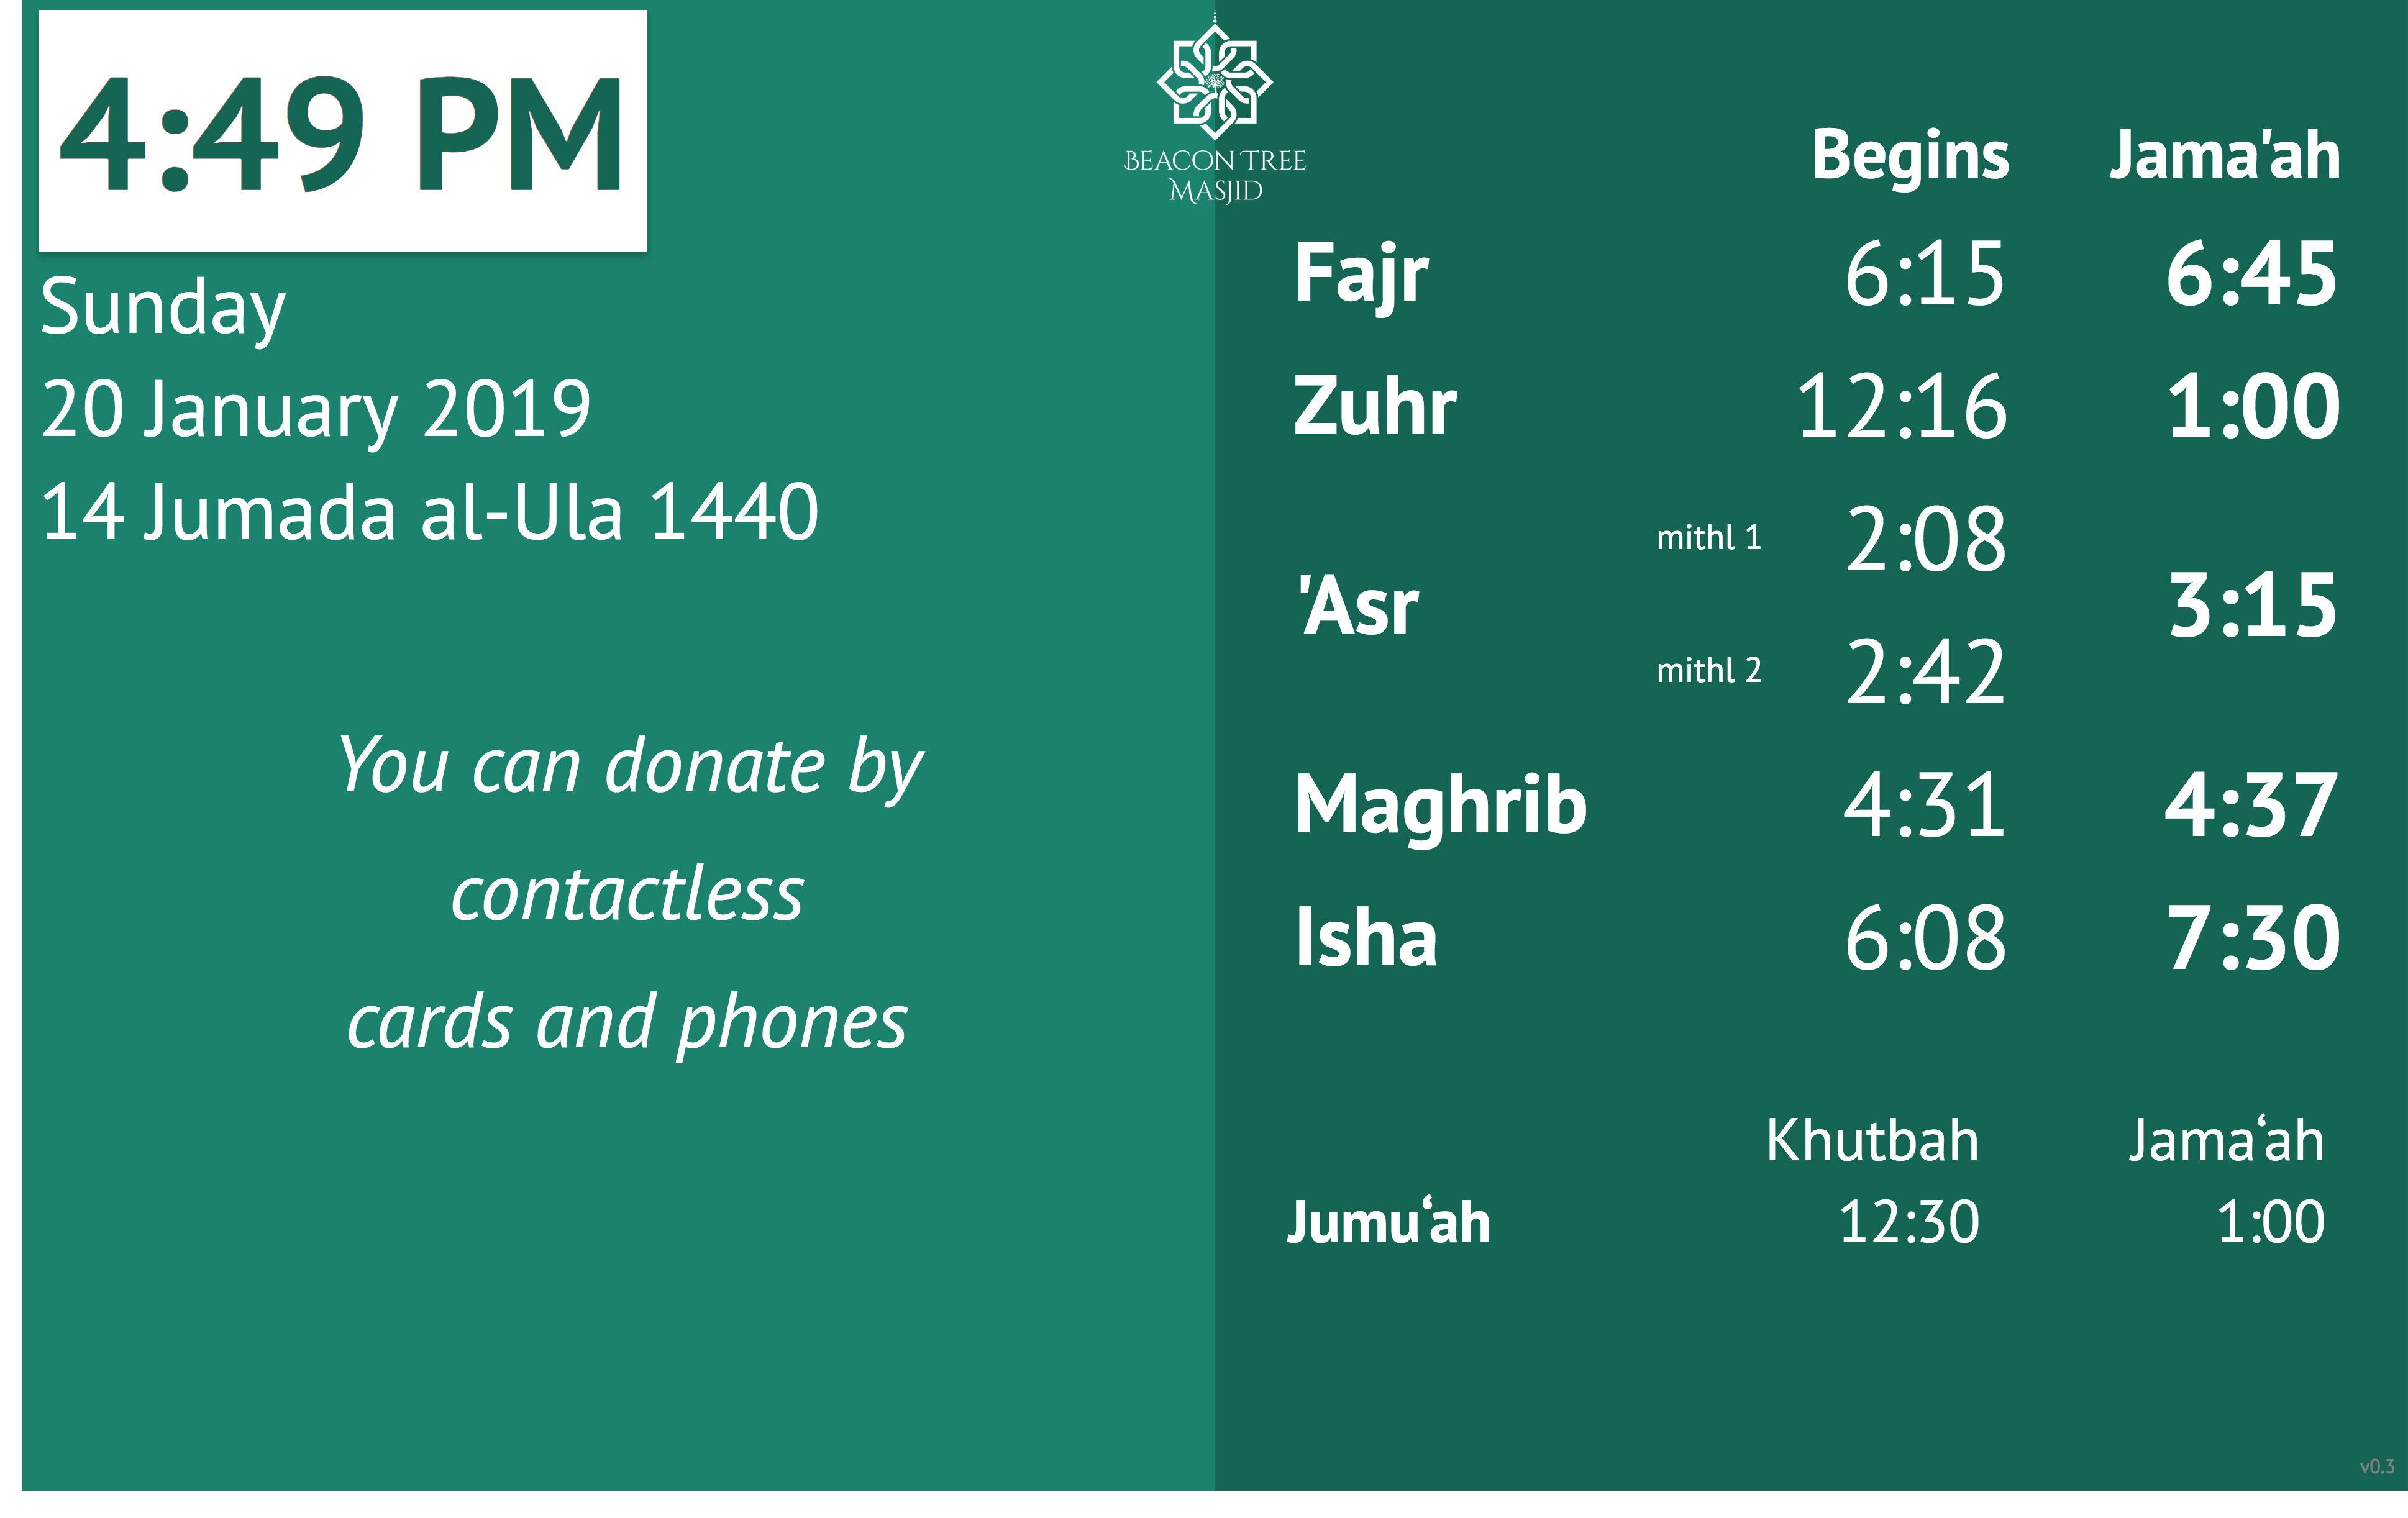 4:49 PM
Sunday
20 January 2019
14 Jumada al-Ula 1440
You can donate by
contactless
cards and phones
BEACON TREE
MASJID
Begins Jama'ah
Fajr 6:15 6:45
Zuhr 12:16 1:00
mithl 1 2:08
'Asr 3:15
mithl 2 2:42
Maghrib 4:31 4:37
Isha 6:08 7:30
Khutbah Jama‘ah
Jumu‘ah 12:30 1:00
v0.3